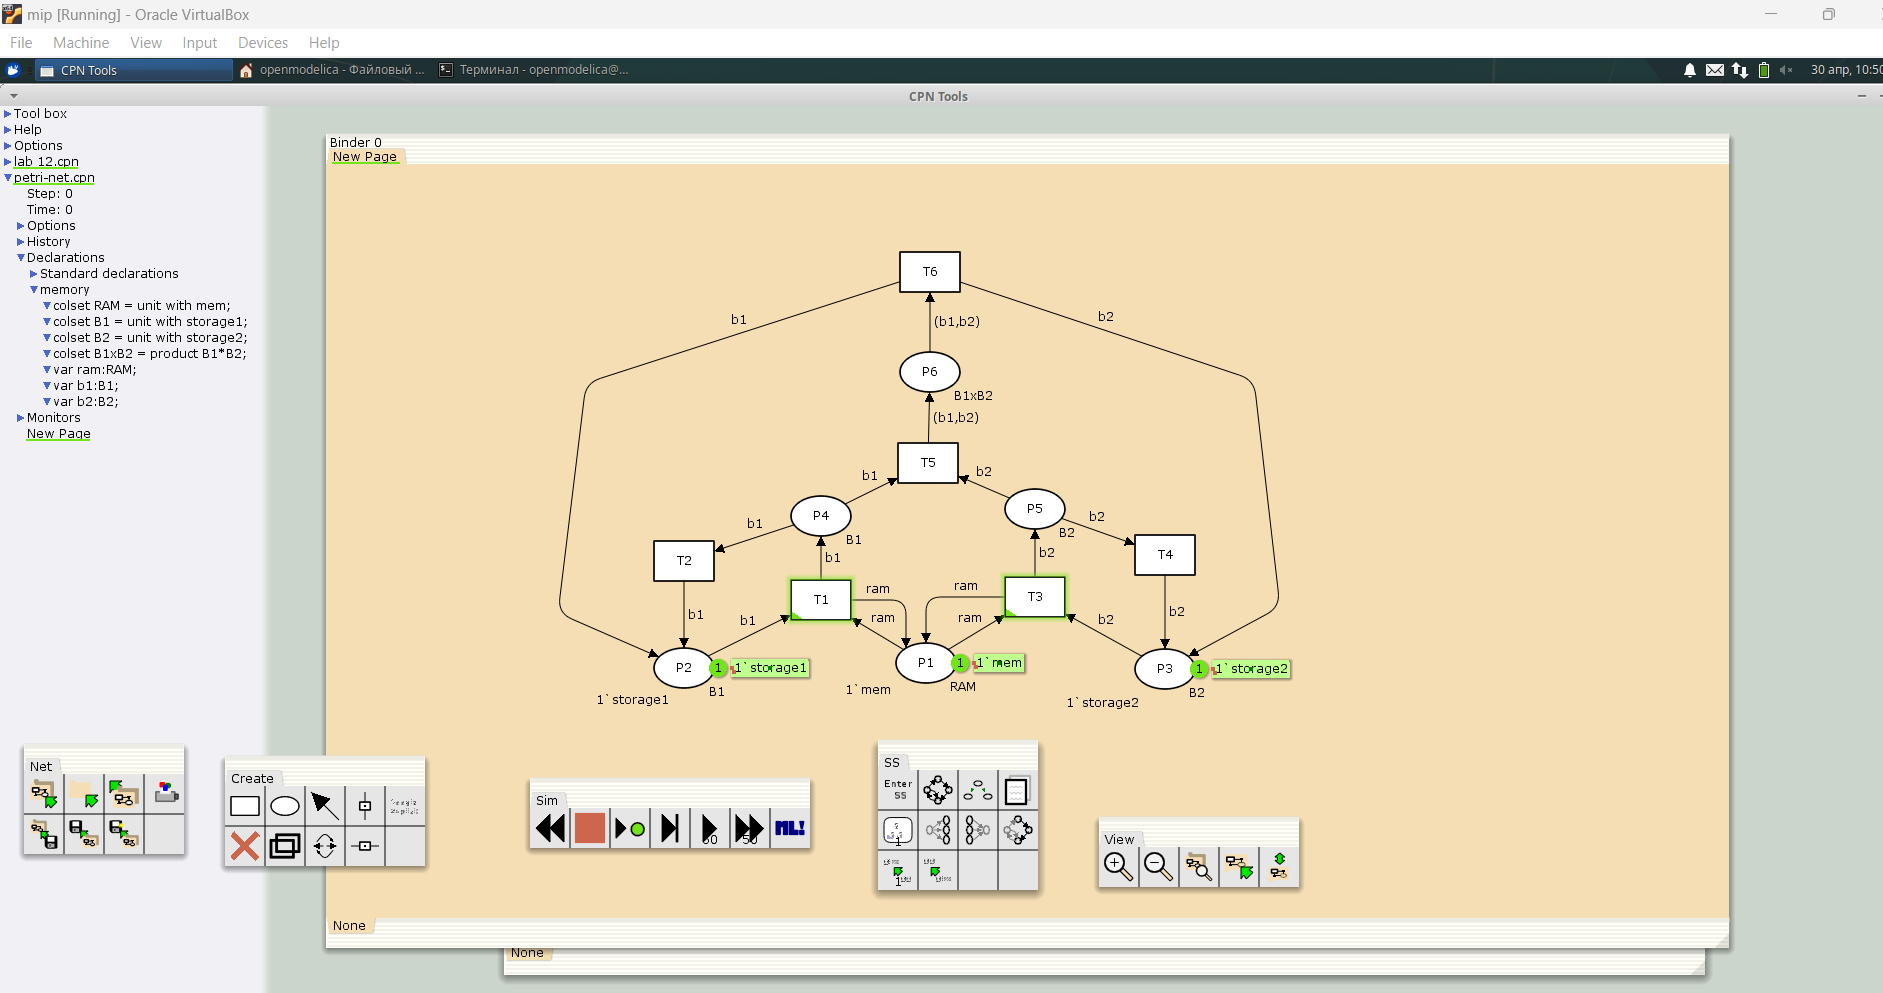 mip [Running] - Oracle VirtualBox
File Machine View Input Devices Help
CPN Tools
openmodelica - Файловый ...
Терминал - openmodelica@...
30 апр, 10:50
CPN Tools
Tool box
Help
Options
lab_12.cpn
petri-net.cpn
Step: 0
Time: 0
Options
History
Declarations
Standard declarations
memory
colset RAM = unit with mem;
colset B1 = unit with storage1;
colset B2 = unit with storage2;
colset B1xB2 = product B1*B2;
var ram:RAM;
var b1:B1;
var b2:B2;
Monitors
New Page
Binder 0
New Page
T6
b1
(b1,b2)
b2
P6
B1xB2
(b1,b2)
T5
b1
b2
P4
P5
b1
B1
B2
b2
T2
b1
b2
T4
T1
ram
ram
T3
b1
b1
ram
ram
b2
b2
P2
1
1`storage1
P1
1
1`mem
P3
1
1`storage2
1`storage1
B1
1`mem
RAM
1`storage2
B2
Net
Create
Sim
50
50
ML!
SS
Enter
SS
1
1
View
None
None